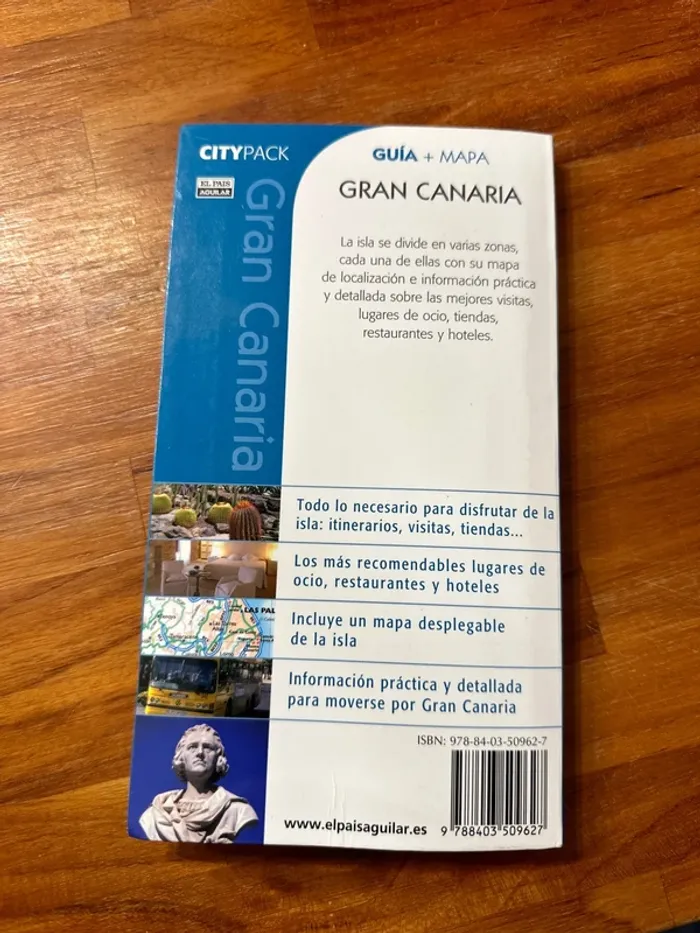 CITYPACK
EL PAIS
AGUILAR
Gran Canaria
GUÍA + MAPA
GRAN CANARIA
La isla se divide en varias zonas,
cada una de ellas con su mapa
de localización e información práctica
y detallada sobre las mejores visitas,
lugares de ocio, tiendas,
restaurantes y hoteles.
Todo lo necesario para disfrutar de la
isla: itinerarios, visitas, tiendas...
Los más recomendables lugares de
ocio, restaurantes y hoteles
LAS PAL
Incluye un mapa desplegable
de la isla
Información práctica y detallada
para moverse por Gran Canaria
ISBN: 978-84-03-50962-7
www.elpaisaguilar.es
9 788403 509627